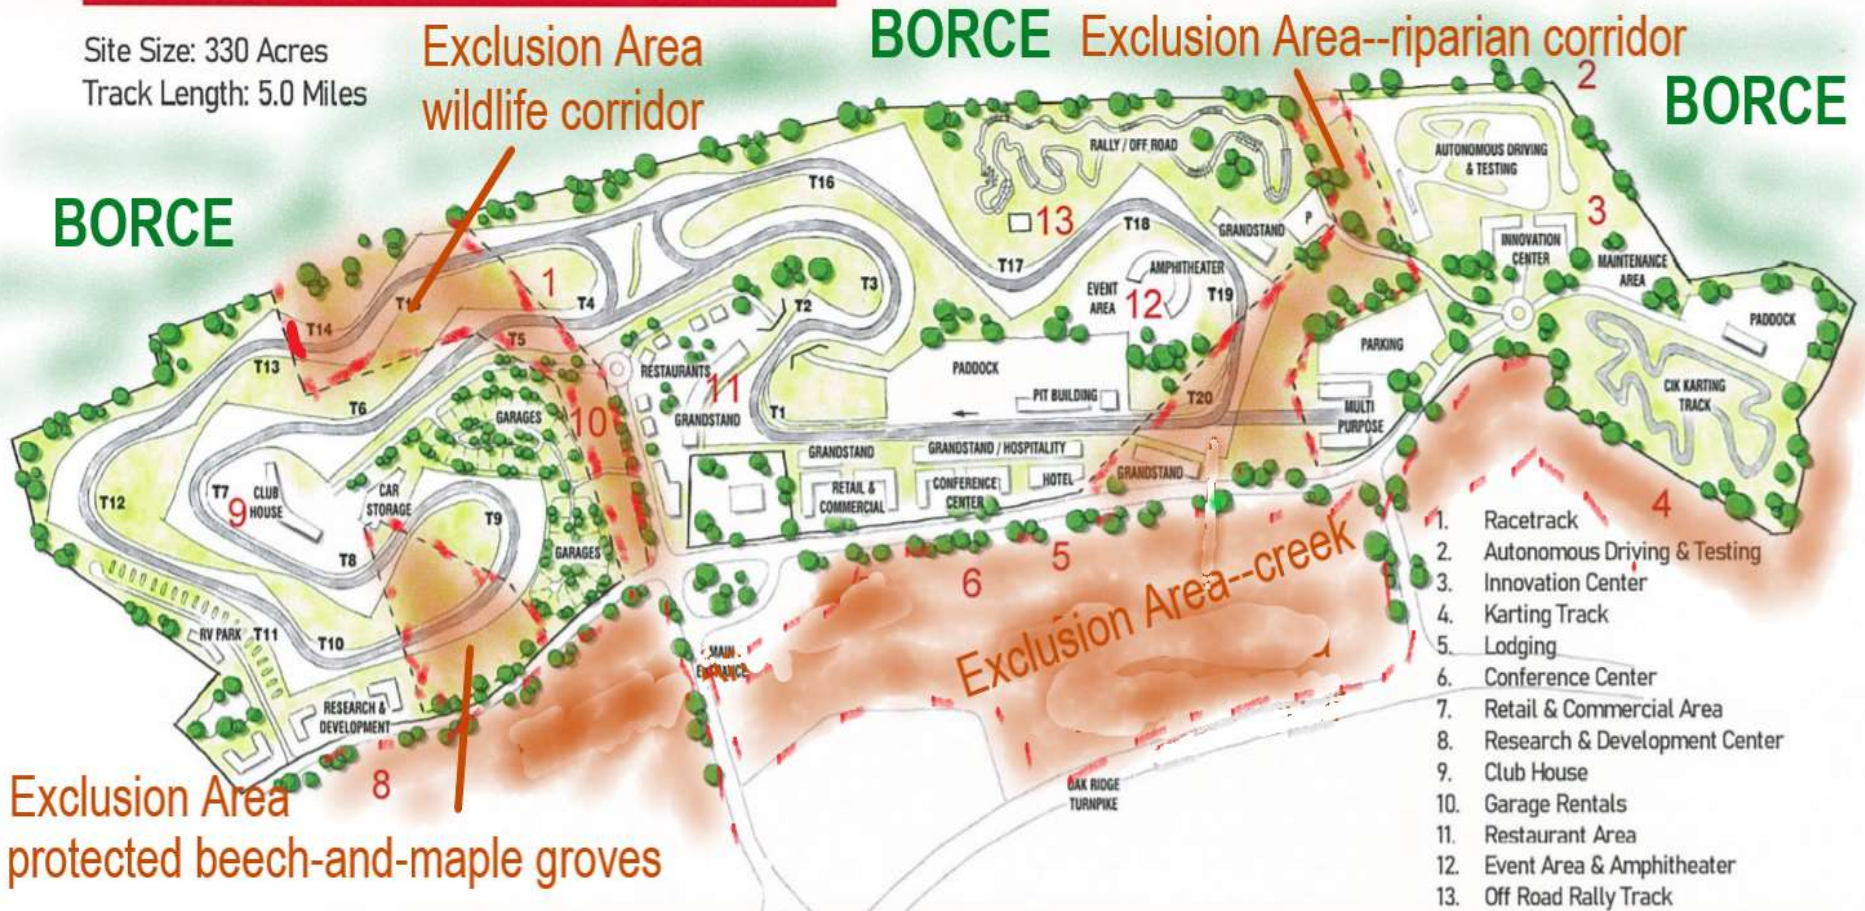 Site Size: 330 Acres
Track Length: 5.0 Miles
Exclusion Area
wildlife corridor
BORCE
Exclusion Area--riparian corridor
BORCE
BORCE
2
RALLY / OFF ROAD
AUTONOMOUS DRIVING
& TESTING
T16
13
T18
GRANDSTAND
P
3
INNOVATION
CENTER
MAINTENANCE
AREA
T17
AMPHITHEATER
EVENT
AREA
12
T19
1
T4
T3
T2
T14
T5
T13
RESTAURANTS
11
GRANDSTAND
PADDOCK
PARKING
PADDOCK
T6
GARAGES
10
T1
PIT BUILDING
T20
MULTI
PURPOSE
CIK KARTING
TRACK
GRANDSTAND
GRANDSTAND / HOSPITALITY
GRANDSTAND
RETAIL &
COMMERCIAL
CONFERENCE
CENTER
HOTEL
T12
T7
9
CLUB
HOUSE
CAR
STORAGE
T9
T8
GARAGES
4
5
6
Exclusion Area--creek
RV PARK
T11
T10
MAIN
RESEARCH &
DEVELOPMENT
8
OAK RIDGE
TURNPIKE
Exclusion Area
protected beech-and-maple groves
1. Racetrack
2. Autonomous Driving & Testing
3. Innovation Center
4. Karting Track
5. Lodging
6. Conference Center
7. Retail & Commercial Area
8. Research & Development Center
9. Club House
10. Garage Rentals
11. Restaurant Area
12. Event Area & Amphitheater
13. Off Road Rally Track